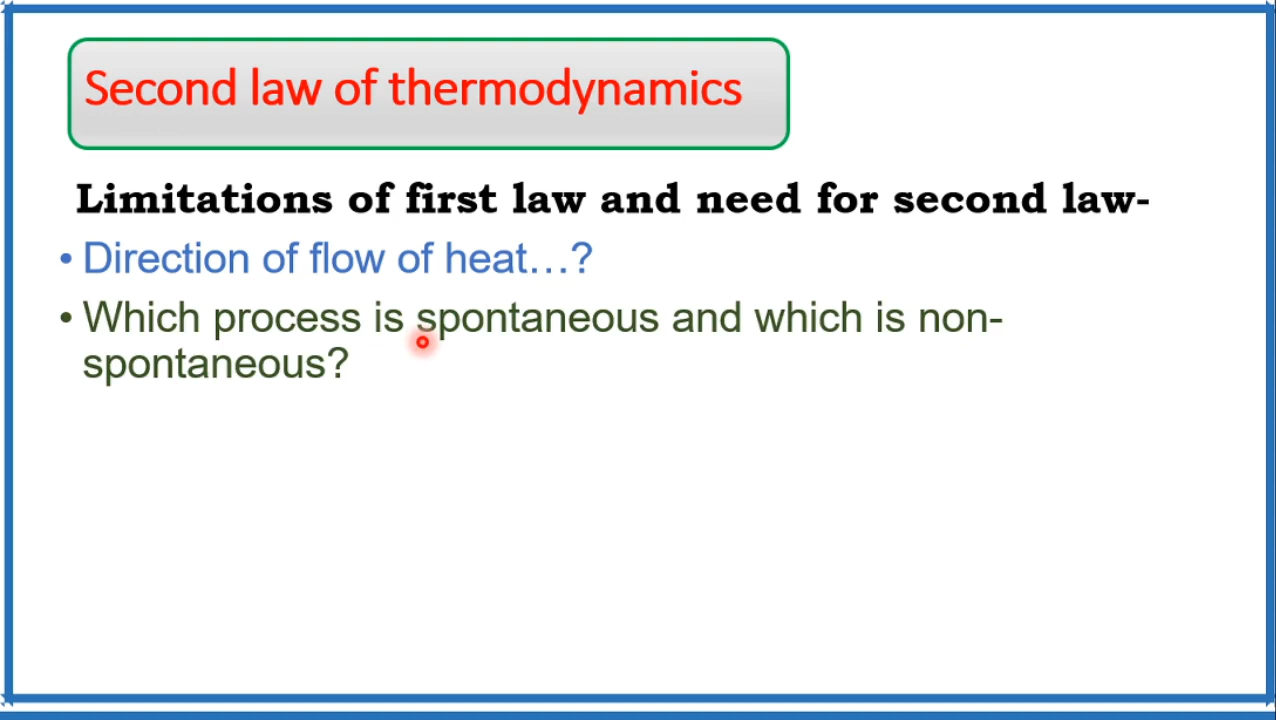 Second law of thermodynamics
Limitations of first law and need for second law-
• Direction of flow of heat…?
• Which process is spontaneous and which is non-
spontaneous?